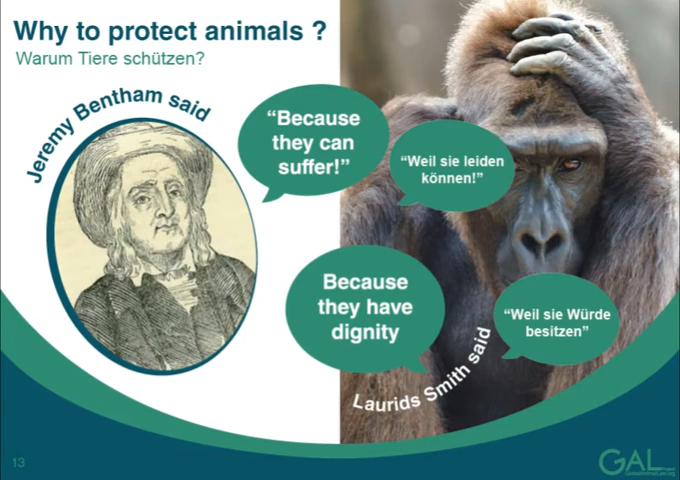 Why to protect animals ?
Warum Tiere schützen?
Jeremy Bentham said
“Because
they can
suffer!”
“Weil sie leiden
können!”
Because
they have
dignity
“Weil sie Würde
besitzen”
Laurids Smith said
13
GAL